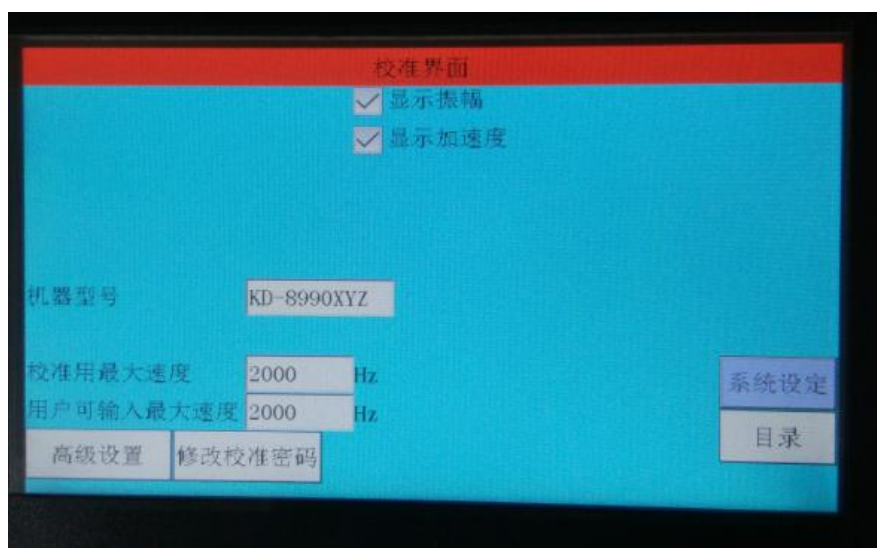 校准界面
显示振幅
显示加速度
机器型号 KD-8990XYZ
校准用最大速度 2000 Hz
系统设定
用户可输入最大速度 2000 Hz
目录
高级设置 修改校准密码